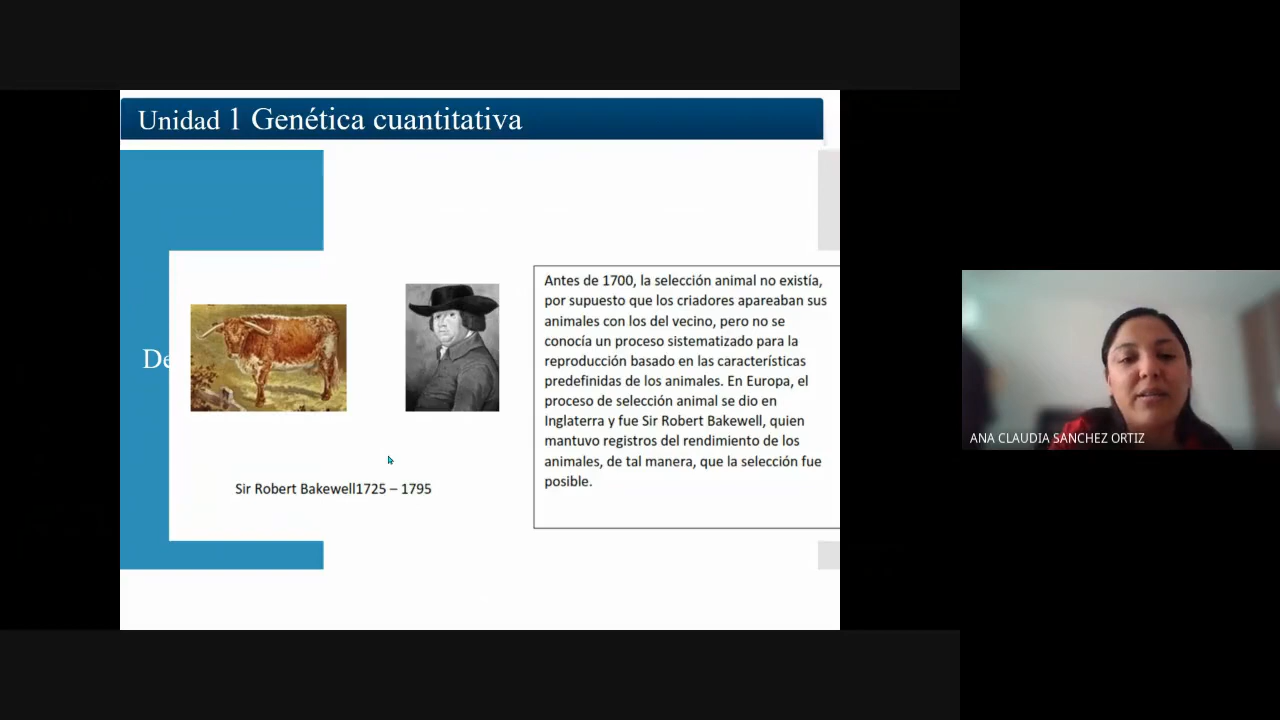 Unidad 1 Genética cuantitativa
Antes de 1700, la selección animal no existía,
por supuesto que los criadores apareaban sus
animales con los del vecino, pero no se
conocía un proceso sistematizado para la
reproducción basado en las características
predefinidas de los animales. En Europa, el
proceso de selección animal se dio en
Inglaterra y fue Sir Robert Bakewell, quien
mantuvo registros del rendimiento de los
animales, de tal manera, que la selección fue
posible.
De
Sir Robert Bakewell1725 – 1795
ANA CLAUDIA SANCHEZ ORTIZ